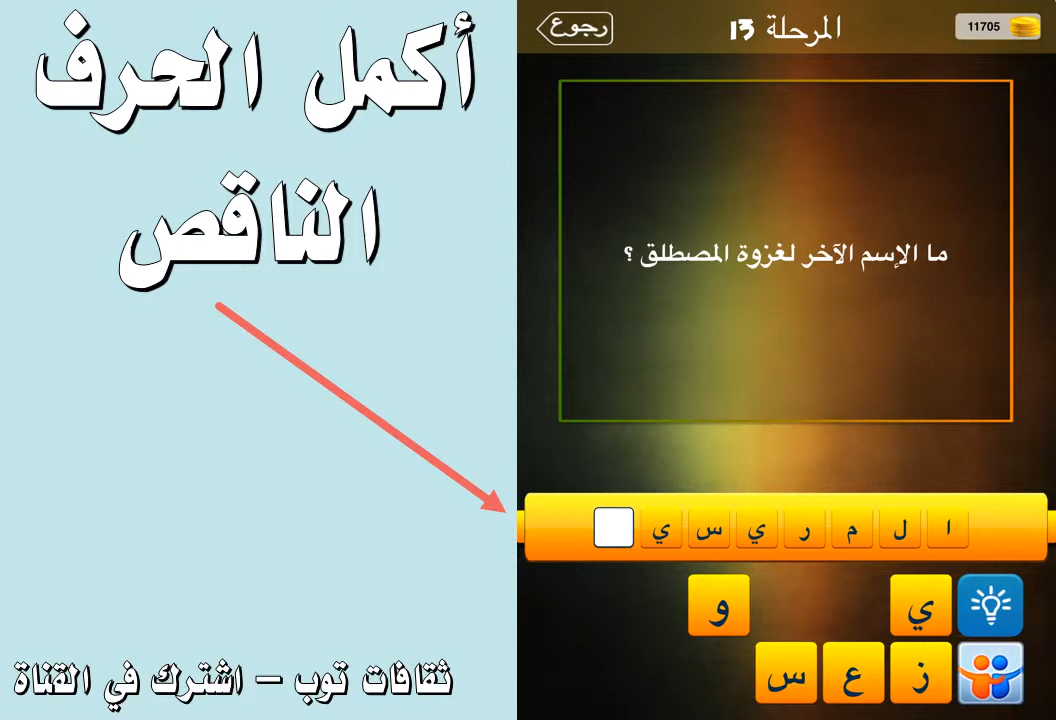 أكمل الحرف
الناقص
ثقافات توب – اشترك في القناة
رجوع
المرحلة 13
11705
ما الإسم الآخر لغزوة المصطلق ؟
ا ل م ر ي س ي
ي و
ز ع س